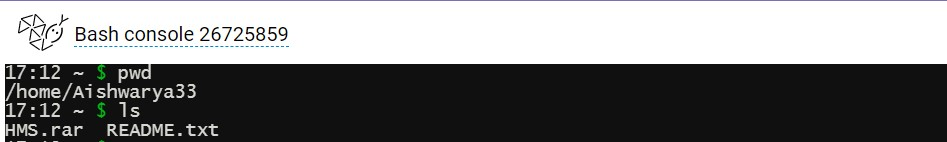 Bash console 26725859
17:12 ~ $ pwd
/home/Aishwarya33
17:12 ~ $ ls
HMS.rar  README.txt